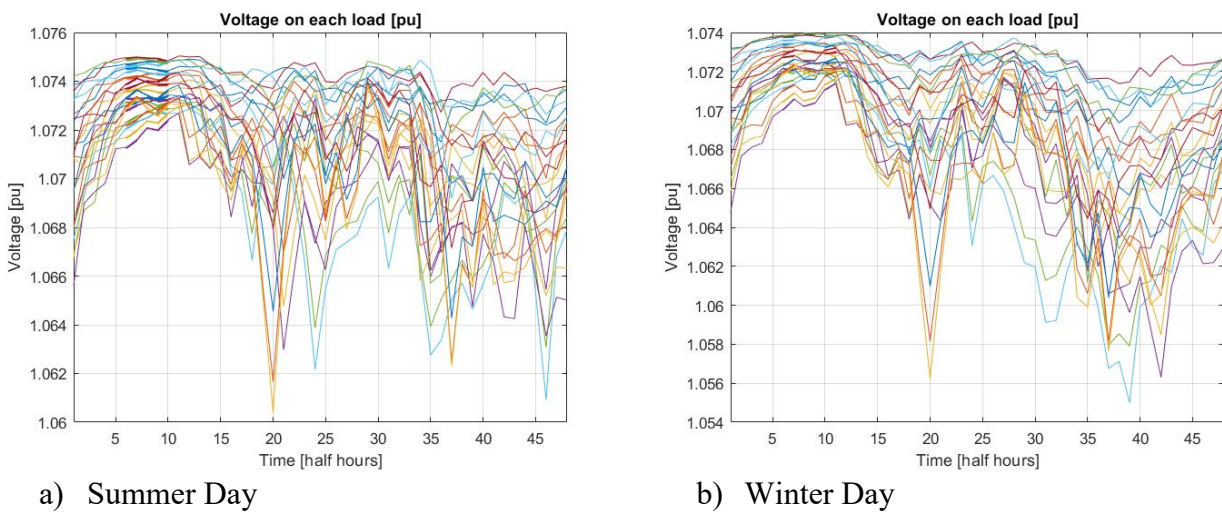 Voltage on each load [pu]
1.076
1.074
1.072
1.07
1.068
1.066
1.064
1.062
1.06
Voltage [pu]
5 10 15 20 25 30 35 40 45
Time [half hours]
a) Summer Day
Voltage on each load [pu]
1.074
1.072
1.07
1.068
1.066
1.064
1.062
1.06
1.058
1.056
1.054
Voltage [pu]
5 10 15 20 25 30 35 40 45
Time [half hours]
b) Winter Day